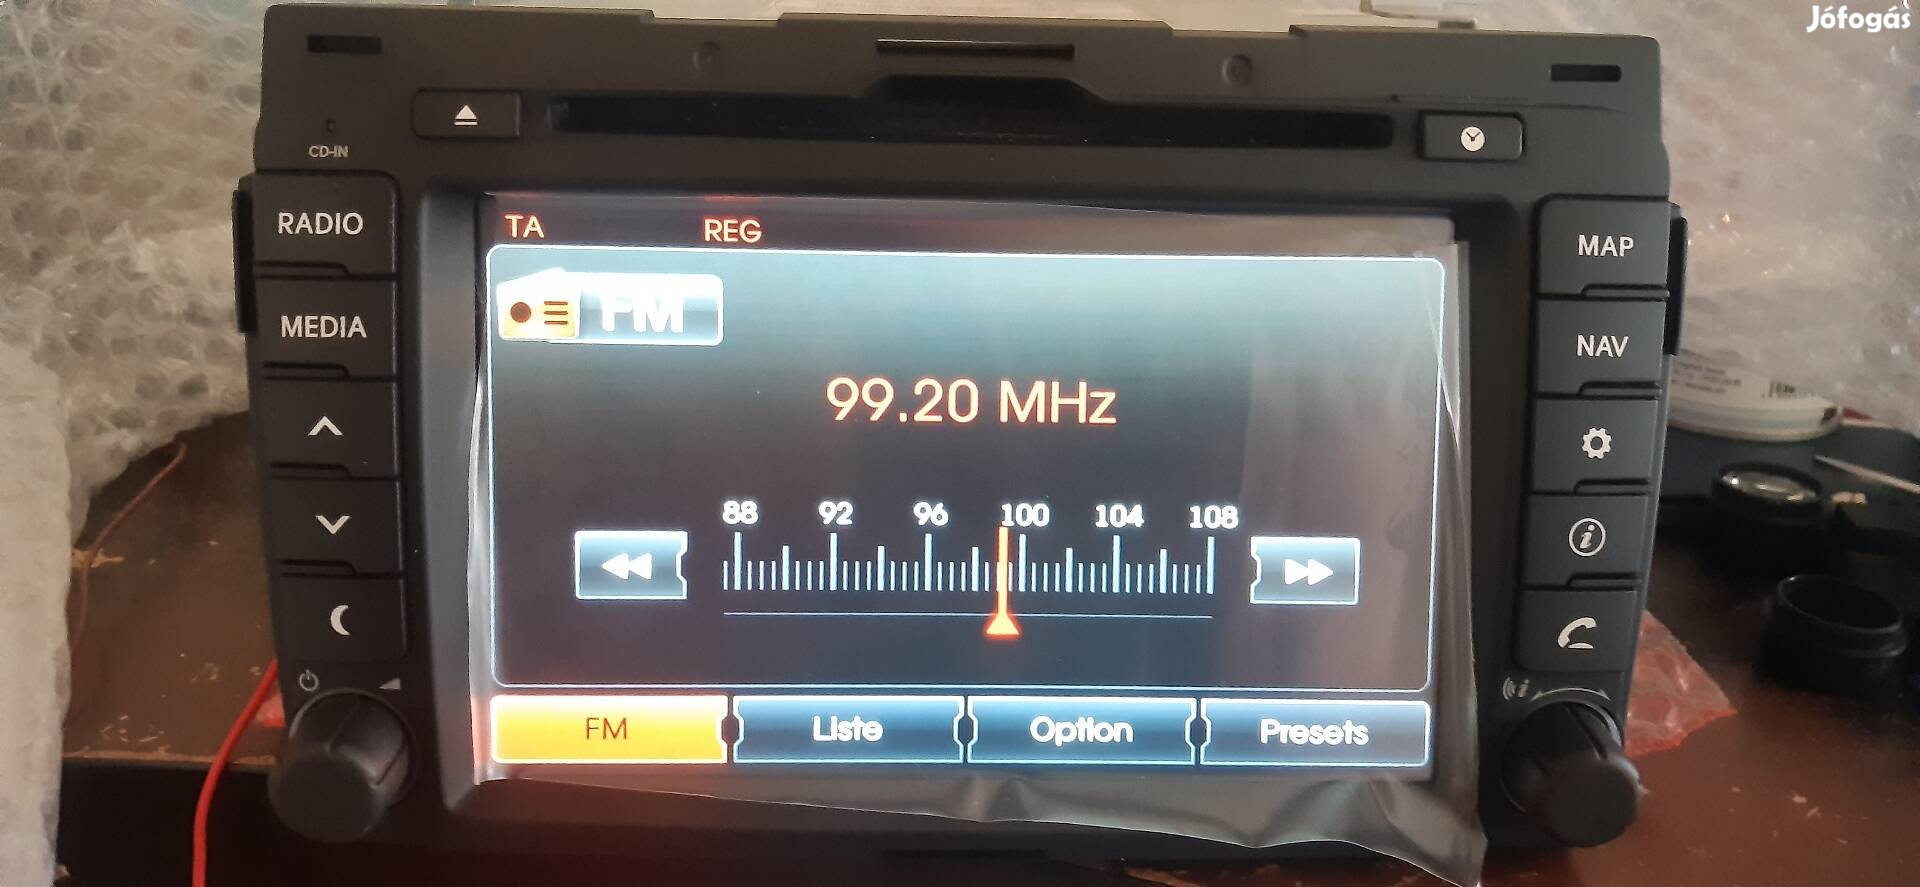 Jófogás
CD-IN
RADIO
MEDIA
TA REG
FM
99.20 MHz
88 92 96 100 104 108
FM Liste Option Presets
MAP
NAV
i
i